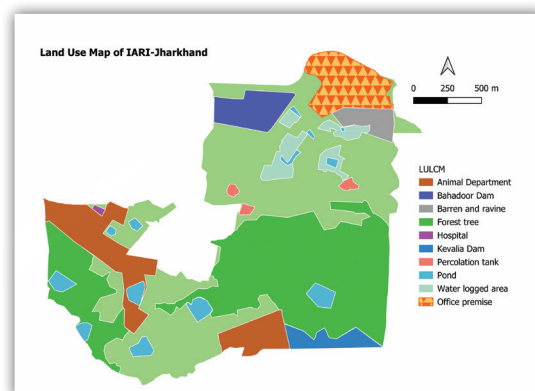 Land Use Map of IARI-Jharkhand
0 250 500 m
LULCM
Animal Department
Bahadoor Dam
Barren and ravine
Forest tree
Hospital
Kevalia Dam
Percolation tank
Pond
Water logged area
Office premise